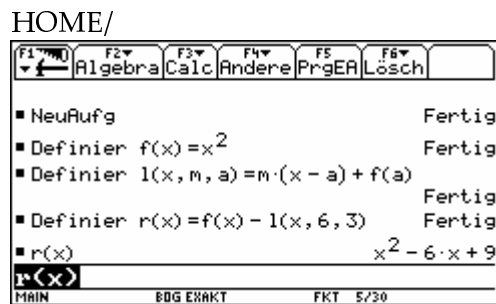 HOME/
F1 F2 F3 F4 F5 F6
Algebra Calc Andere PrgEA Lösch
▪ NeuAufg Fertig
▪ Definier f(x)=x² Fertig
▪ Definier l(x,m,a)=m·(x-a)+f(a)
Fertig
▪ Definier r(x)=f(x)-l(x,6,3) Fertig
▪ r(x) x²-6·x+9
r(x)
MAIN BOG EXAKT FKT 5/30